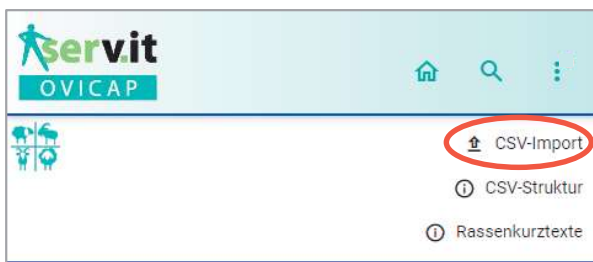 serv.it
OVICAP
CSV-Import
CSV-Struktur
Rassenkurztexte